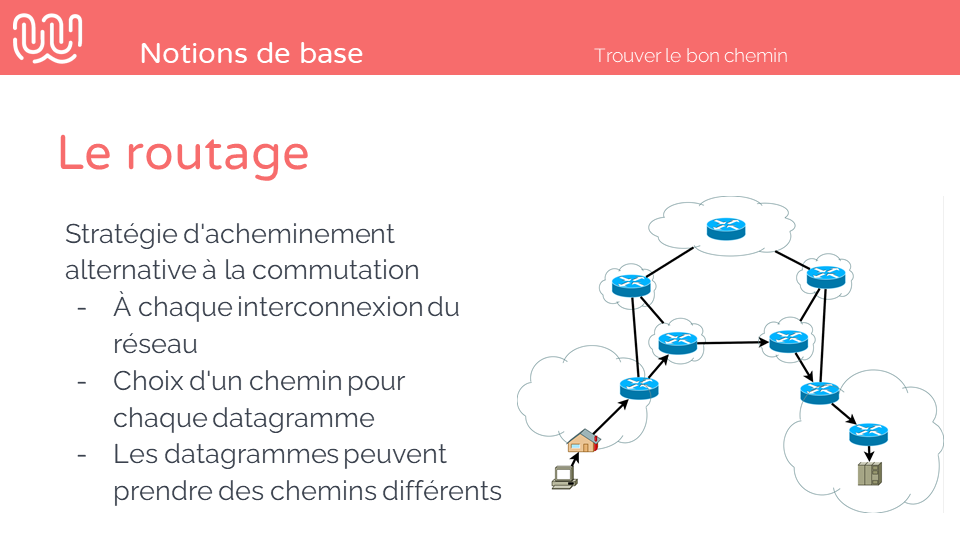 Notions de base
Trouver le bon chemin
Le routage
Stratégie d'acheminement
alternative à la commutation
- À chaque interconnexion du
réseau
- Choix d'un chemin pour
chaque datagramme
- Les datagrammes peuvent
prendre des chemins différents